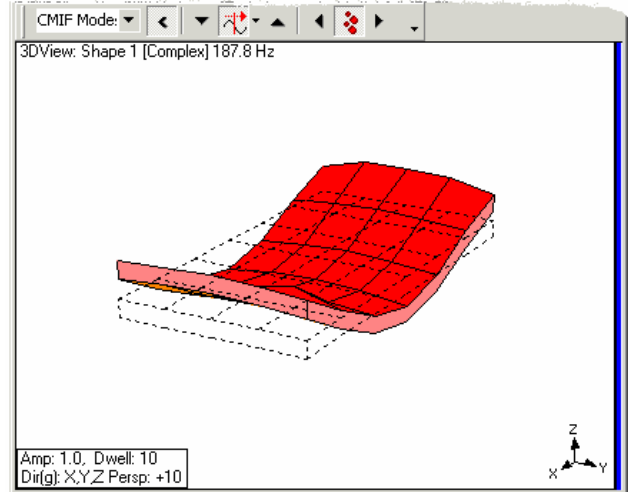 CMIF Mode:
3DView: Shape 1 [Complex] 187.8 Hz
Z
X
Y
Amp: 1.0, Dwell: 10
Dir(g): X,Y,Z Persp: +10